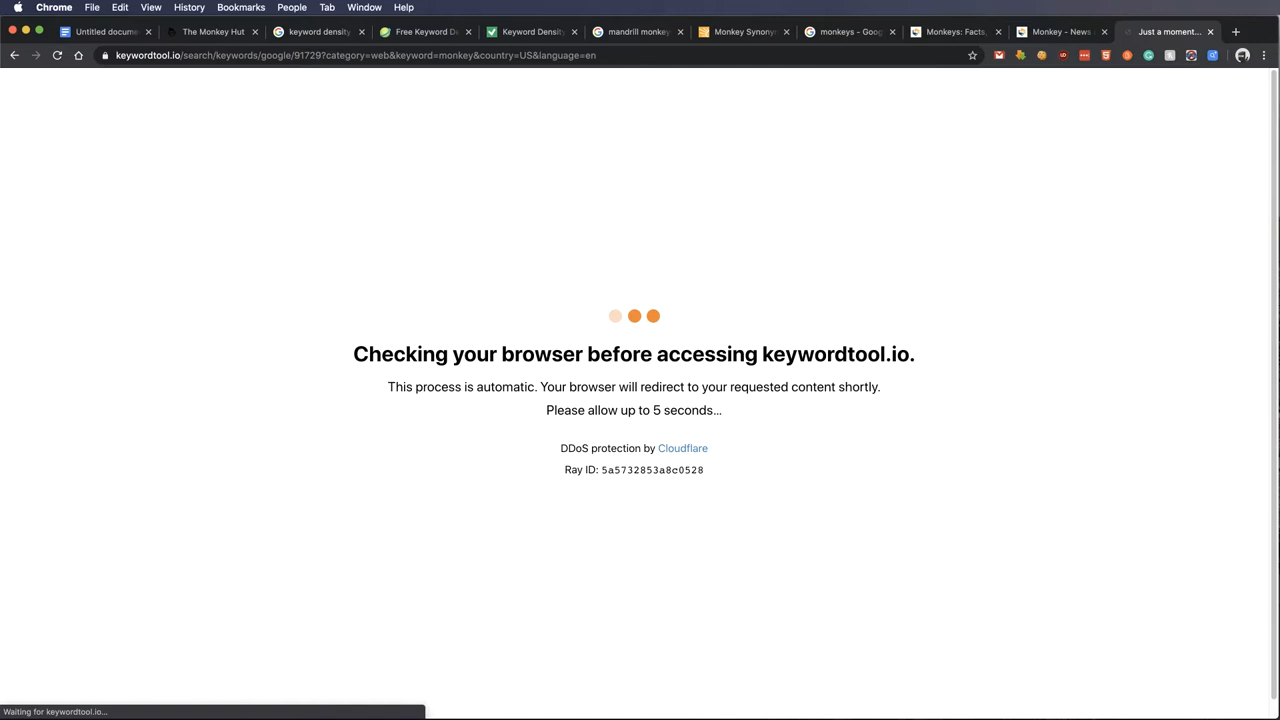 Chrome File Edit View History Bookmarks People Tab Window Help
Untitled docume The Monkey Hut keyword density Free Keyword De Keyword Density mandrill monkey Monkey Synonym monkeys - Goog Monkeys: Facts, Monkey - News Just a moment...
keywordtool.io/search/keywords/google/91729?category=web&keyword=monkey&country=US&language=en
Checking your browser before accessing keywordtool.io.
This process is automatic. Your browser will redirect to your requested content shortly.
Please allow up to 5 seconds...
DDoS protection by Cloudflare
Ray ID: 5a5732853a8c0528
Waiting for keywordtool.io...